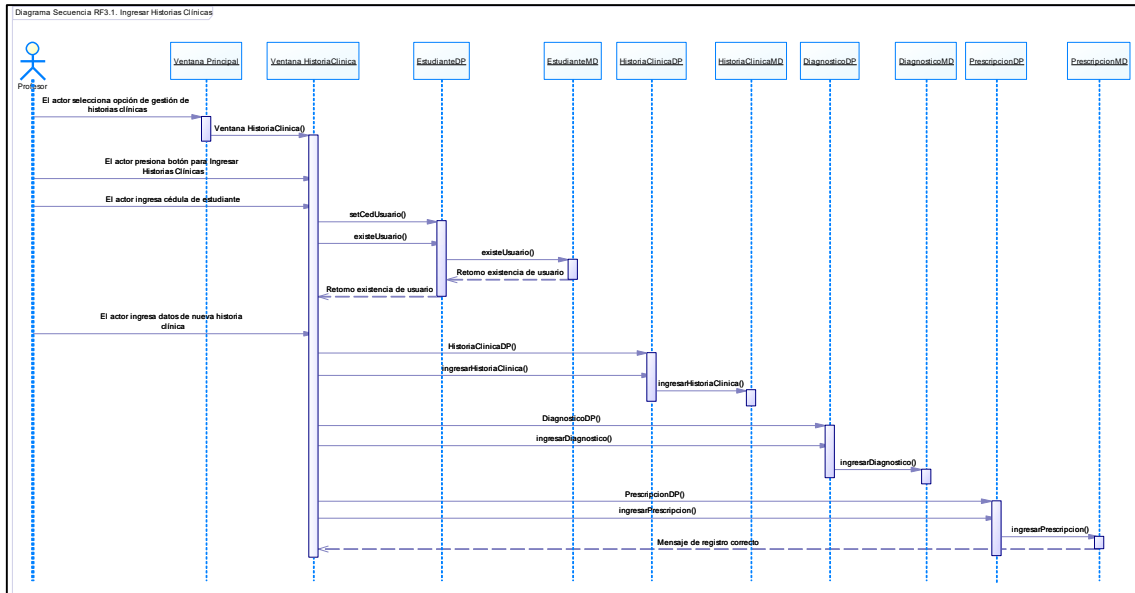 Diagrama Secuencia RF3.1. Ingresar Historias Clínicas
Profesor
Ventana Principal
Ventana HistoriaClinica
EstudianteDP
EstudianteMD
HistoriaClinicaDP
HistoriaClinicaMD
DiagnosticoDP
DiagnosticoMD
PrescripcionDP
PrescripcionMD
El actor selecciona opción de gestión de
historias clínicas
Ventana HistoriaClinica()
El actor presiona botón para Ingresar
Historias Clínicas
El actor ingresa cédula de estudiante
setCedUsuario()
existeUsuario()
existeUsuario()
Retorno existencia de usuario
Retorno existencia de usuario
El actor ingresa datos de nueva historia
clínica
HistoriaClinicaDP()
ingresarHistoriaClinica()
ingresarHistoriaClinica()
DiagnosticoDP()
ingresarDiagnostico()
ingresarDiagnostico()
PrescripcionDP()
ingresarPrescripcion()
ingresarPrescripcion()
Mensaje de registro correcto